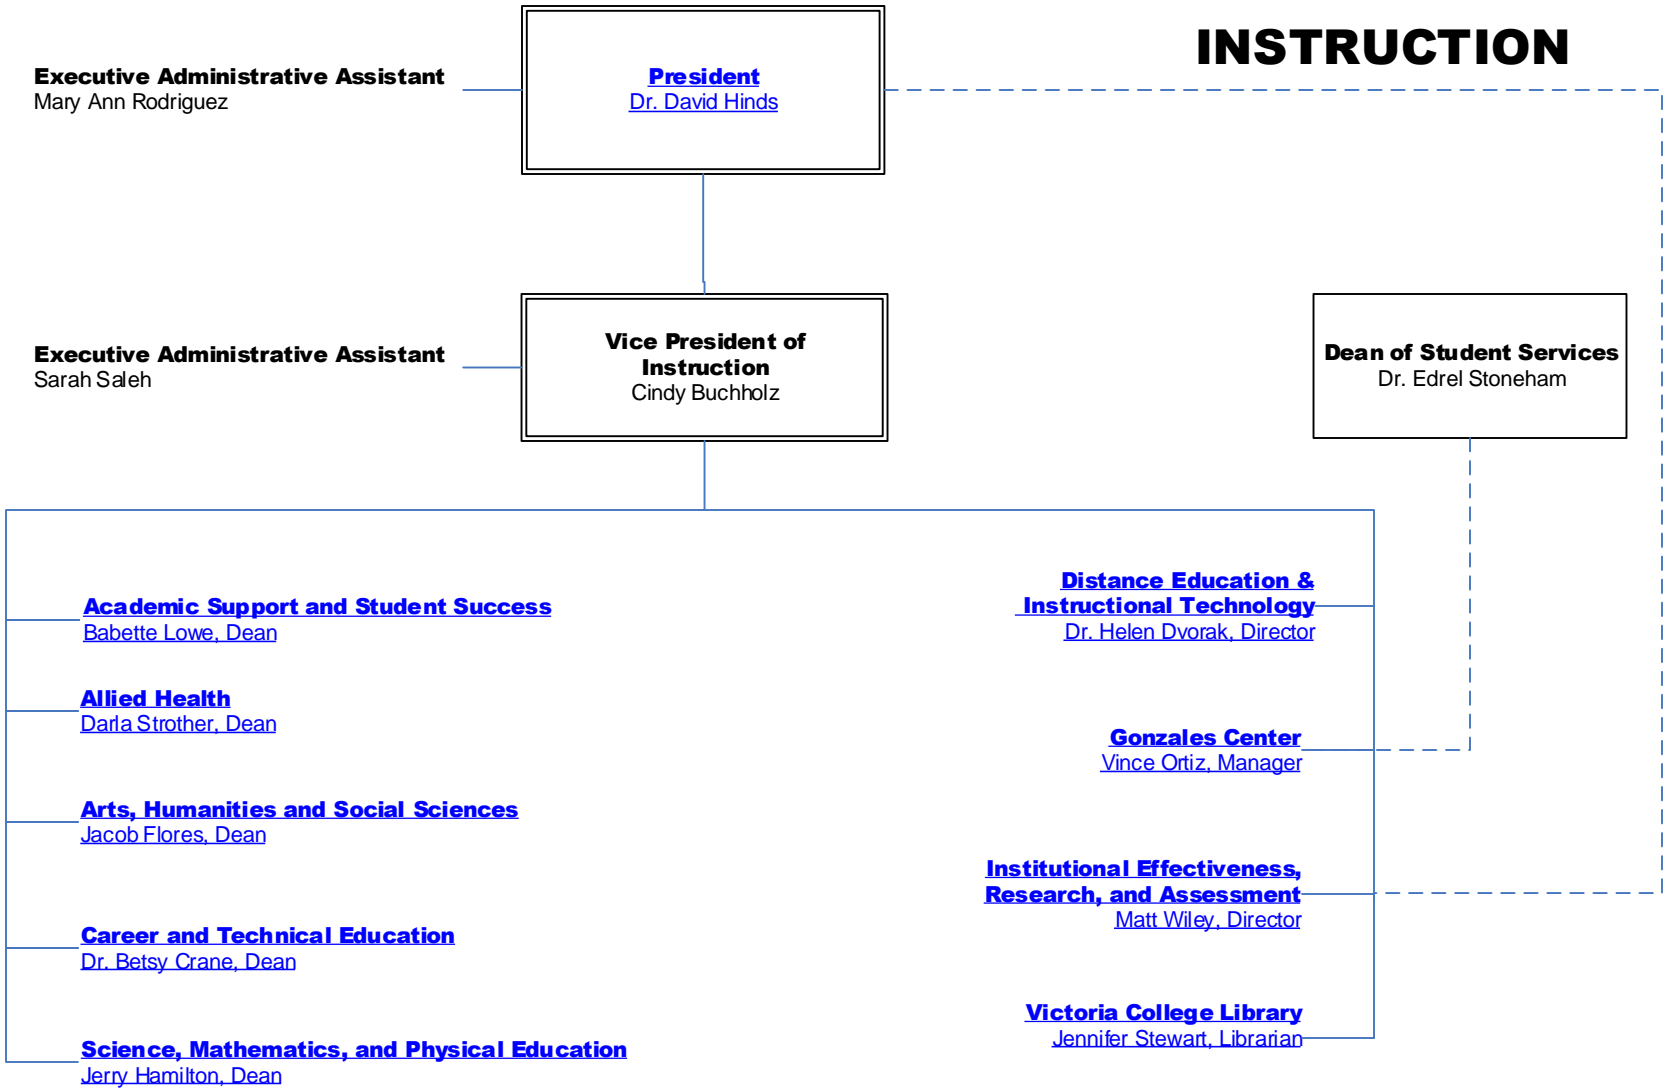 INSTRUCTION
Executive Administrative Assistant
Mary Ann Rodriguez
President
Dr. David Hinds
Executive Administrative Assistant
Sarah Saleh
Vice President of
Instruction
Cindy Buchholz
Dean of Student Services
Dr. Edrel Stoneham
Academic Support and Student Success
Babette Lowe, Dean
Allied Health
Darla Strother, Dean
Arts, Humanities and Social Sciences
Jacob Flores, Dean
Career and Technical Education
Dr. Betsy Crane, Dean
Science, Mathematics, and Physical Education
Jerry Hamilton, Dean
Distance Education &
Instructional Technology
Dr. Helen Dvorak, Director
Gonzales Center
Vince Ortiz, Manager
Institutional Effectiveness,
Research, and Assessment
Matt Wiley, Director
Victoria College Library
Jennifer Stewart, Librarian